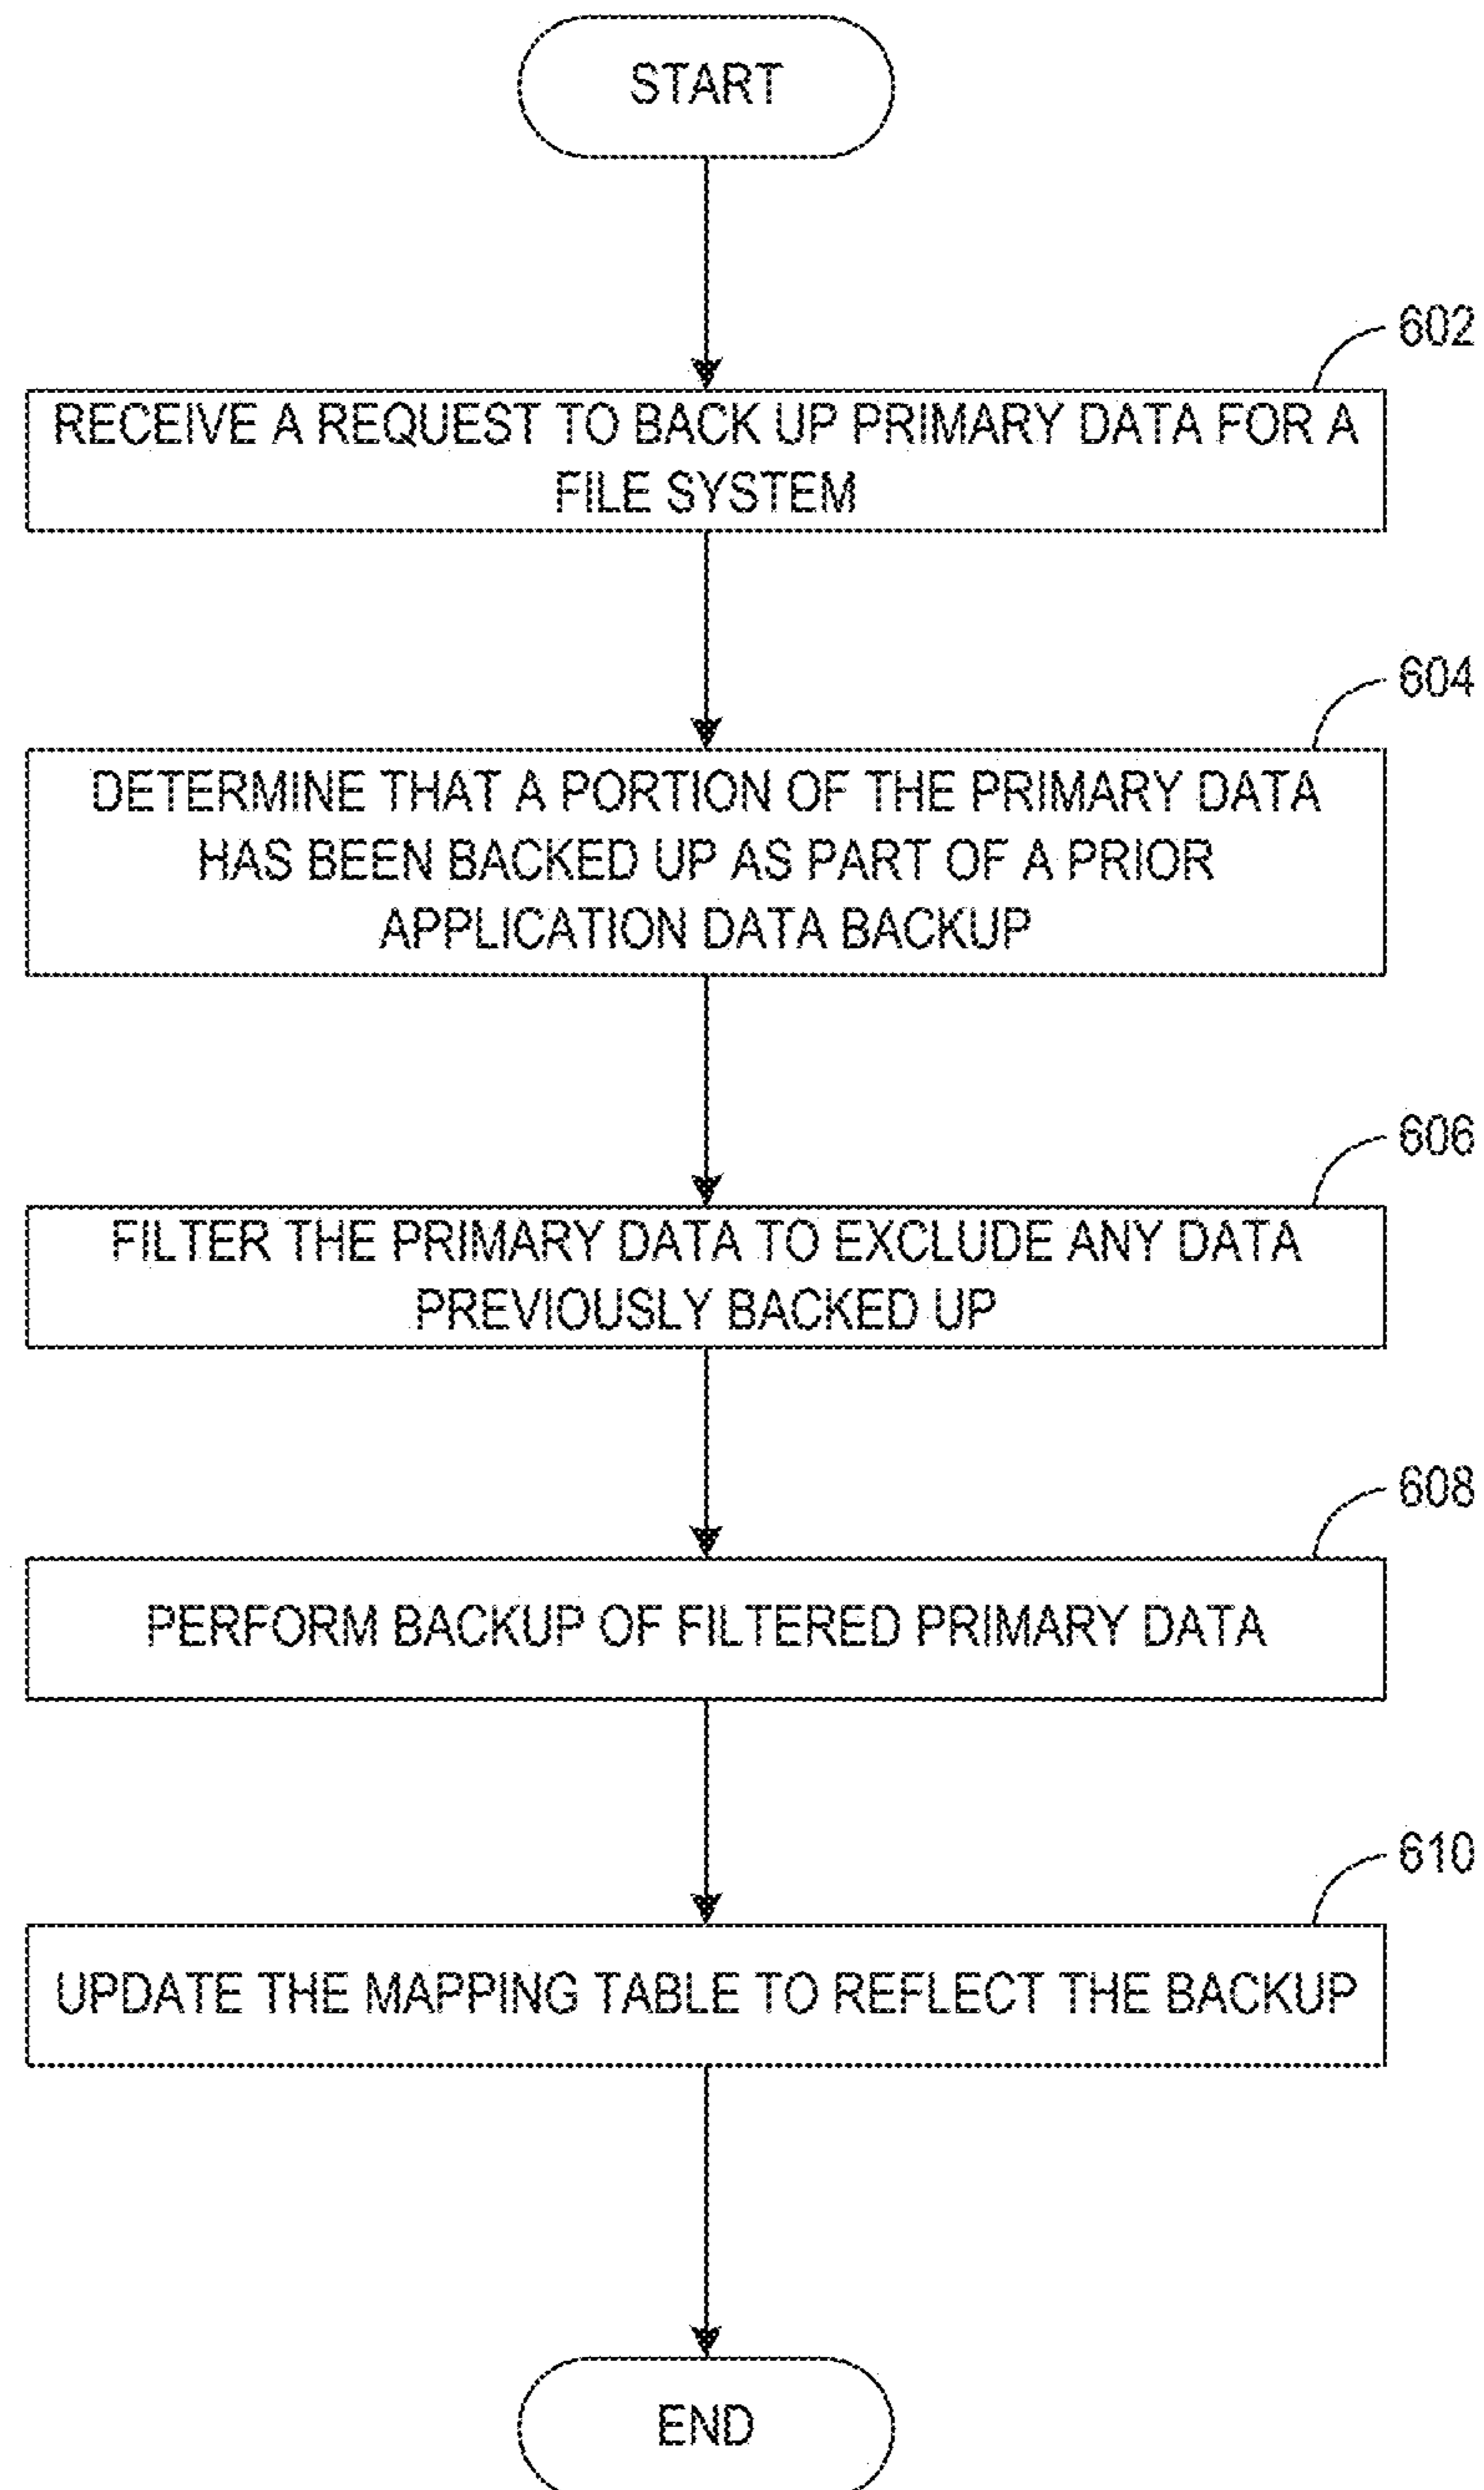 START
602
RECEIVE A REQUEST TO BACK UP PRIMARY DATA FOR A
FILE SYSTEM
604
DETERMINE THAT A PORTION OF THE PRIMARY DATA
HAS BEEN BACKED UP AS PART OF A PRIOR
APPLICATION DATA BACKUP
606
FILTER THE PRIMARY DATA TO EXCLUDE ANY DATA
PREVIOUSLY BACKED UP
608
PERFORM BACKUP OF FILTERED PRIMARY DATA
610
UPDATE THE MAPPING TABLE TO REFLECT THE BACKUP
END